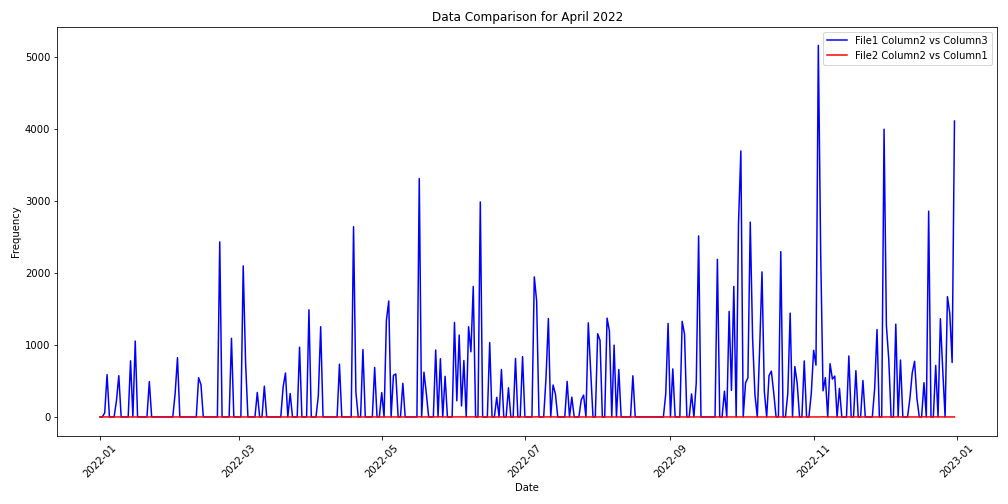 Data Comparison for April 2022
File1 Column2 vs Column3
File2 Column2 vs Column1
Frequency
5000
4000
3000
2000
1000
0
2022-01
2022-03
2022-05
2022-07
2022-09
2022-11
2023-01
Date